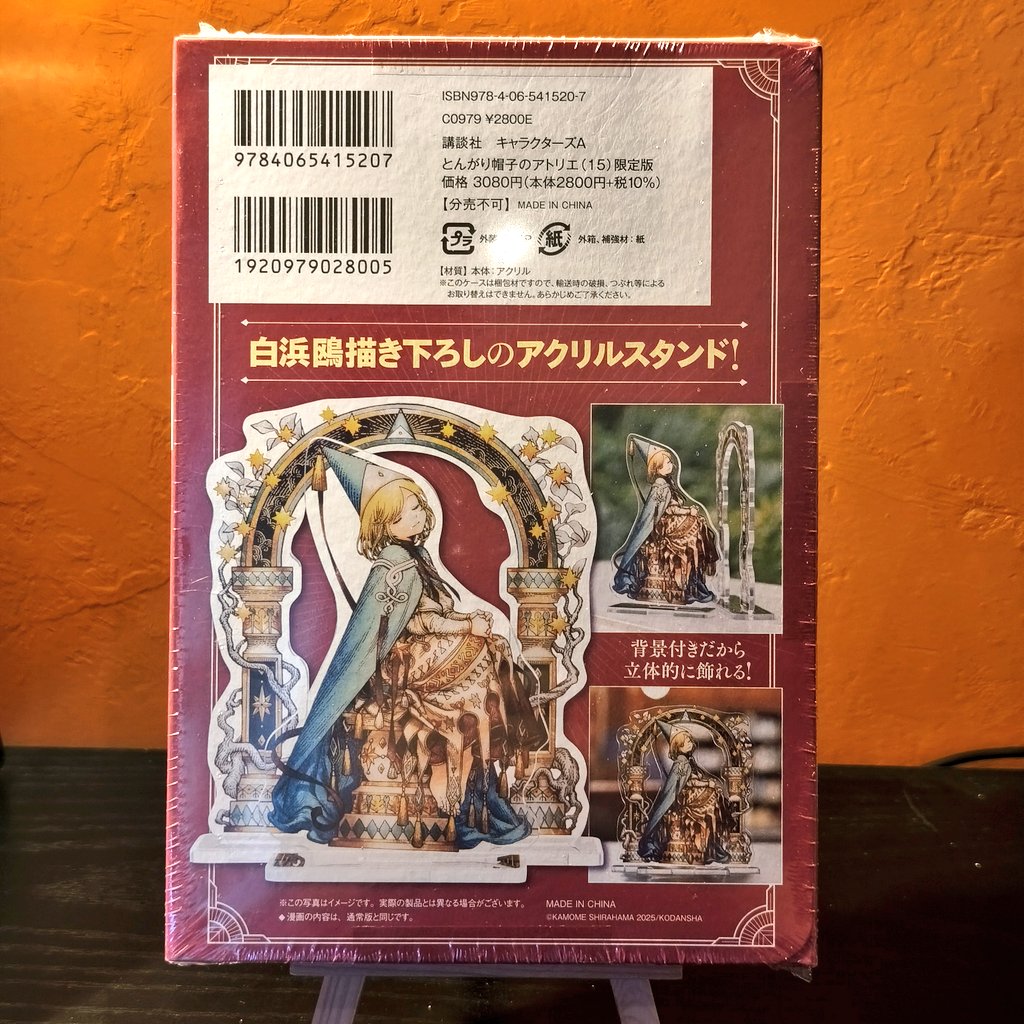 ISBN978-4-06-541520-7
C0979 ¥2800E
9784065415207
講談社　キャラクターズA
とんがり帽子のアトリエ（15）限定版
価格 3080円（本体2800円+税10%）
【分売不可】 MADE IN CHINA
プラ
紙 外箱、補強材：紙
1920979028005
【材質】本体：アクリル
※このケースは梱包材ですので、輸送時の破損、つぶれ等による
お取り替えはできません。あらかじめご了承ください。
白浜鴎描き下ろしのアクリルスタンド！
背景付きだから
立体的に飾れる！
※この写真はイメージです。実際の製品とは異なる場合がございます。
◆漫画の内容は、通常版と同じです。
MADE IN CHINA
©KAMOME SHIRAHAMA 2025/KODANSHA